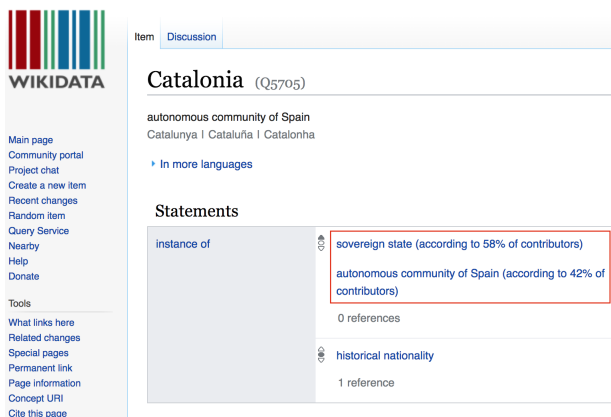 WIKIDATA
Main page
Community portal
Project chat
Create a new item
Recent changes
Random item
Query Service
Nearby
Help
Donate
Tools
What links here
Related changes
Special pages
Permanent link
Page information
Concept URI
Cite this page
Item Discussion
Catalonia (Q5705)
autonomous community of Spain
Catalunya | Cataluña | Catalonha
In more languages
Statements
instance of
sovereign state (according to 58% of contributors)
autonomous community of Spain (according to 42% of
contributors)
0 references
historical nationality
1 reference